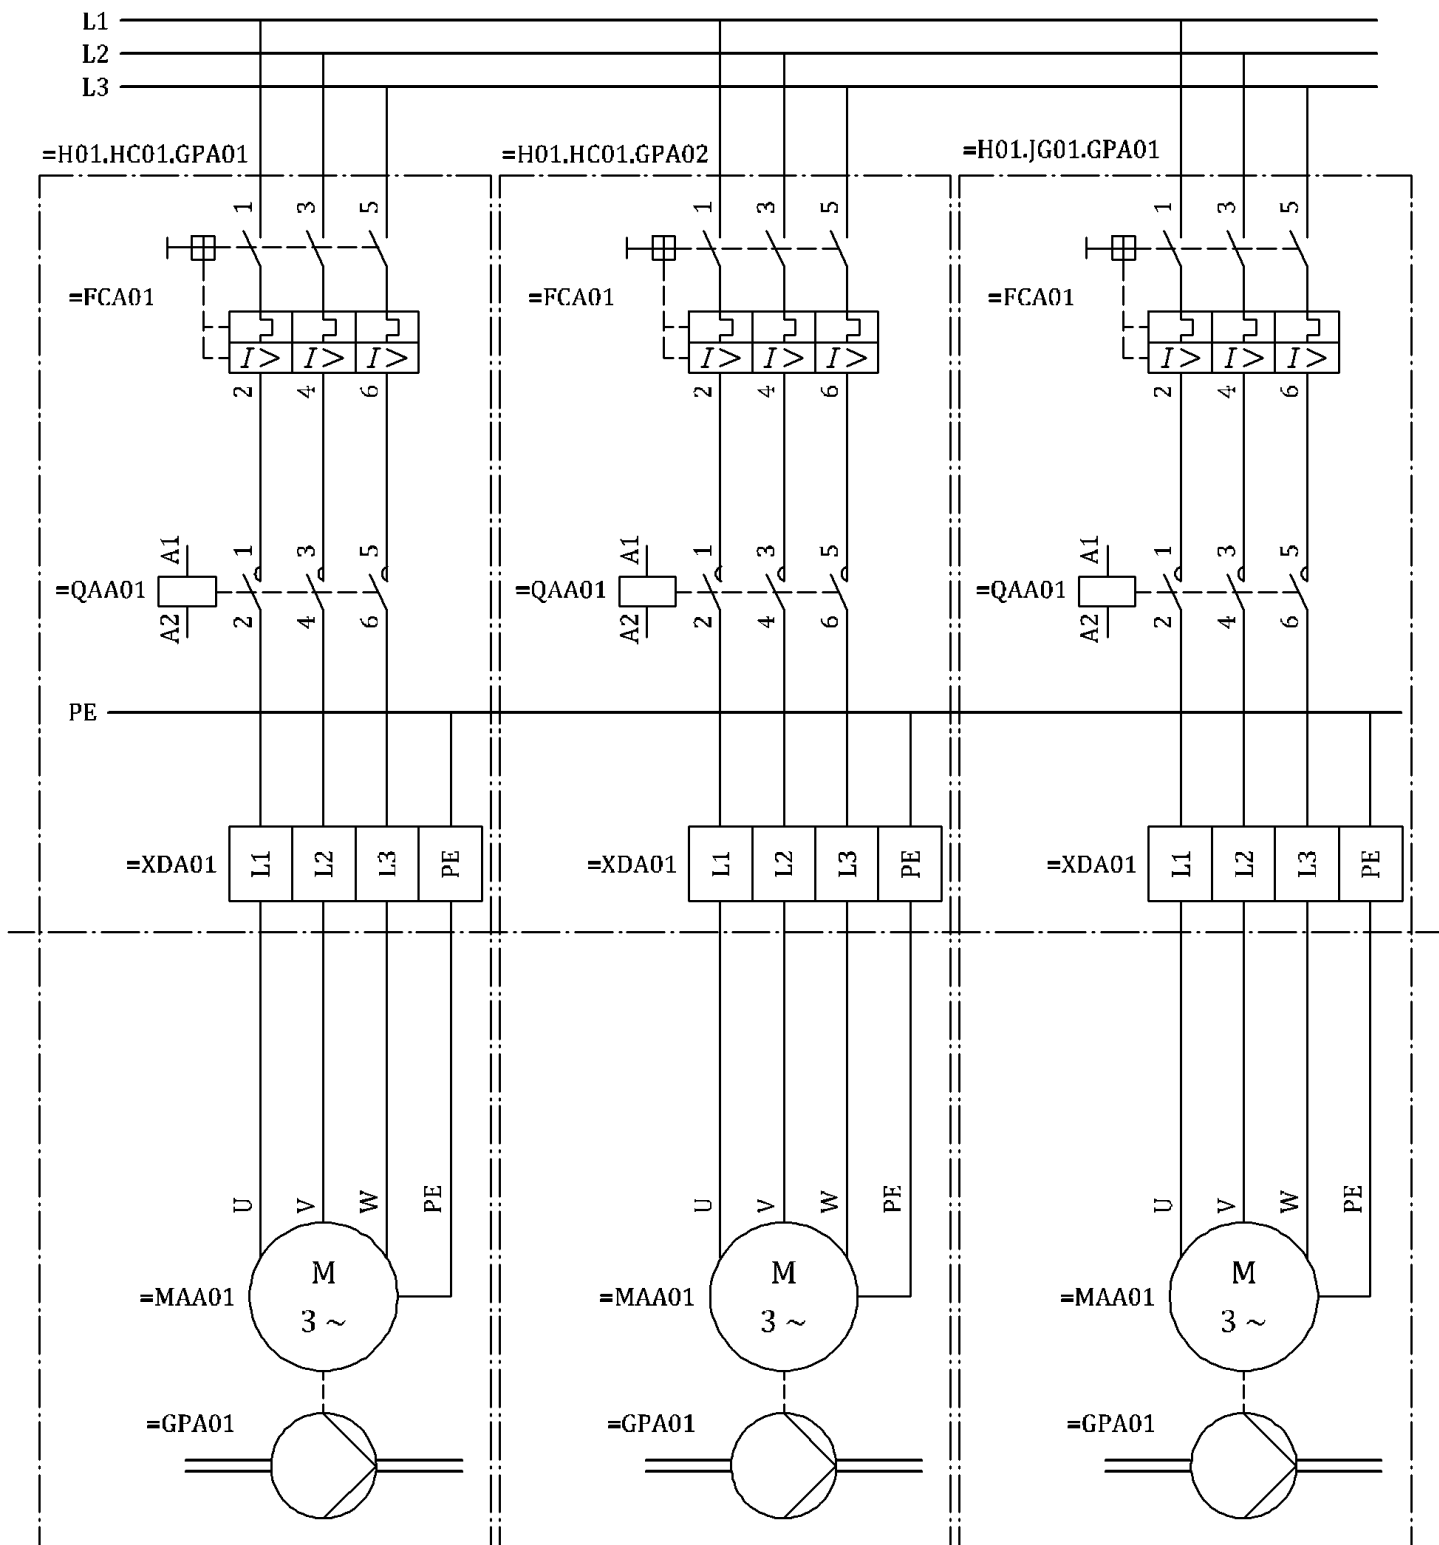 L1
L2
L3
=H01.HC01.GPA01 =H01.HC01.GPA02 =H01.JG01.GPA01
1 3 5 1 3 5 1 3 5
=FCA01 =FCA01 =FCA01
I> I> I> I> I> I> I> I> I>
2 4 6 2 4 6 2 4 6
A1 1 3 5 A1 1 3 5 A1 1 3 5
=QAA01 =QAA01 =QAA01
A2 2 4 6 A2 2 4 6 A2 2 4 6
PE
=XDA01 L1 L2 L3 PE =XDA01 L1 L2 L3 PE =XDA01 L1 L2 L3 PE
U V W PE U V W PE U V W PE
M M M
=MAA01 =MAA01 =MAA01
3 ~ 3 ~ 3 ~
=GPA01 =GPA01 =GPA01